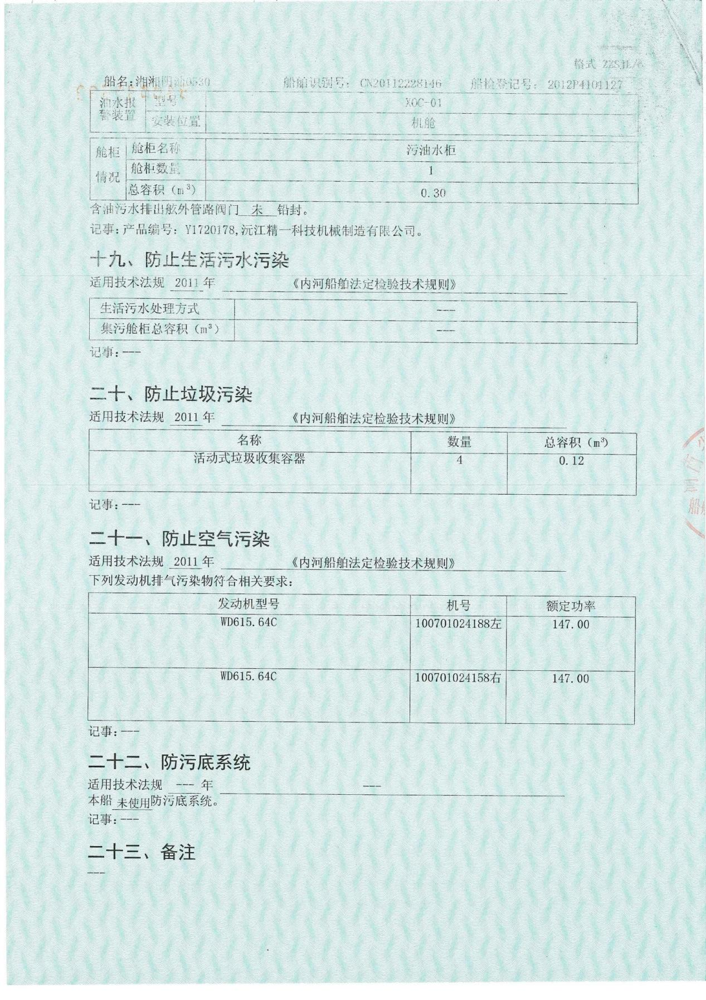 格式 ZZSJL/
船名:湘湘阴油0530 船舶识别号: CN20112228146 船检登记号: 2012P4101127
油水报警装置 型号 XOC-01
安装位置 机舱
舱柜情况 舱柜名称 污油水柜
舱柜数量 1
总容积（m³） 0.30
含油污水排出舷外管路阀门 未 铅封。
记事:产品编号: Y1720178,沅江精一科技机械制造有限公司。
十九、防止生活污水污染
适用技术法规 2011 年 《内河船舶法定检验技术规则》
生活污水处理方式 ---
集污舱柜总容积（m³） ---
记事:---
二十、防止垃圾污染
适用技术法规 2011 年 《内河船舶法定检验技术规则》
名称 数量 总容积（m³）
活动式垃圾收集容器 4 0.12
记事:---
二十一、防止空气污染
适用技术法规 2011 年 《内河船舶法定检验技术规则》
下列发动机排气污染物符合相关要求:
发动机型号 机号 额定功率
WD615.64C 100701024188左 147.00
WD615.64C 100701024158右 147.00
记事:---
二十二、防污底系统
适用技术法规 --- 年 ---
本船 未使用防污底系统。
记事:---
二十三、备注
---